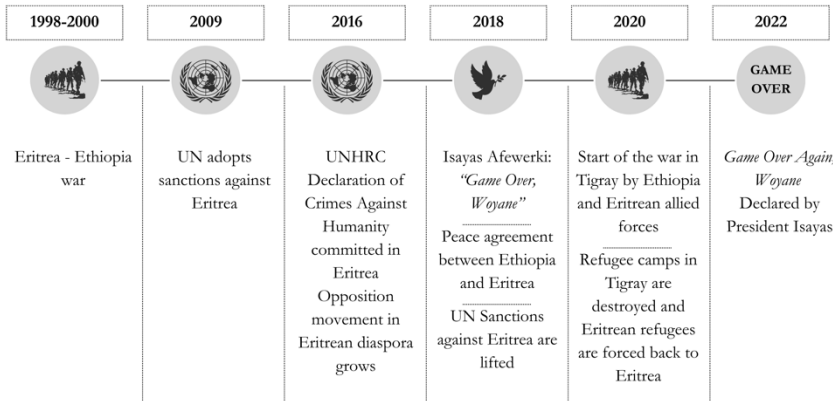 1998-2000
2009
2016
2018
2020
2022
GAME
OVER
Eritrea - Ethiopia
war
UN adopts
sanctions against
Eritrea
UNHRC
Declaration of
Crimes Against
Humanity
committed in
Eritrea
Opposition
movement in
Eritrean diaspora
grows
Isayas Afewerki:
“Game Over,
Woyane”
Peace agreement
between Ethiopia
and Eritrea
UN Sanctions
against Eritrea are
lifted
Start of the war in
Tigray by Ethiopia
and Eritrean allied
forces
Refugee camps in
Tigray are
destroyed and
Eritrean refugees
are forced back to
Eritrea
Game Over Again,
Woyane
Declared by
President Isayas